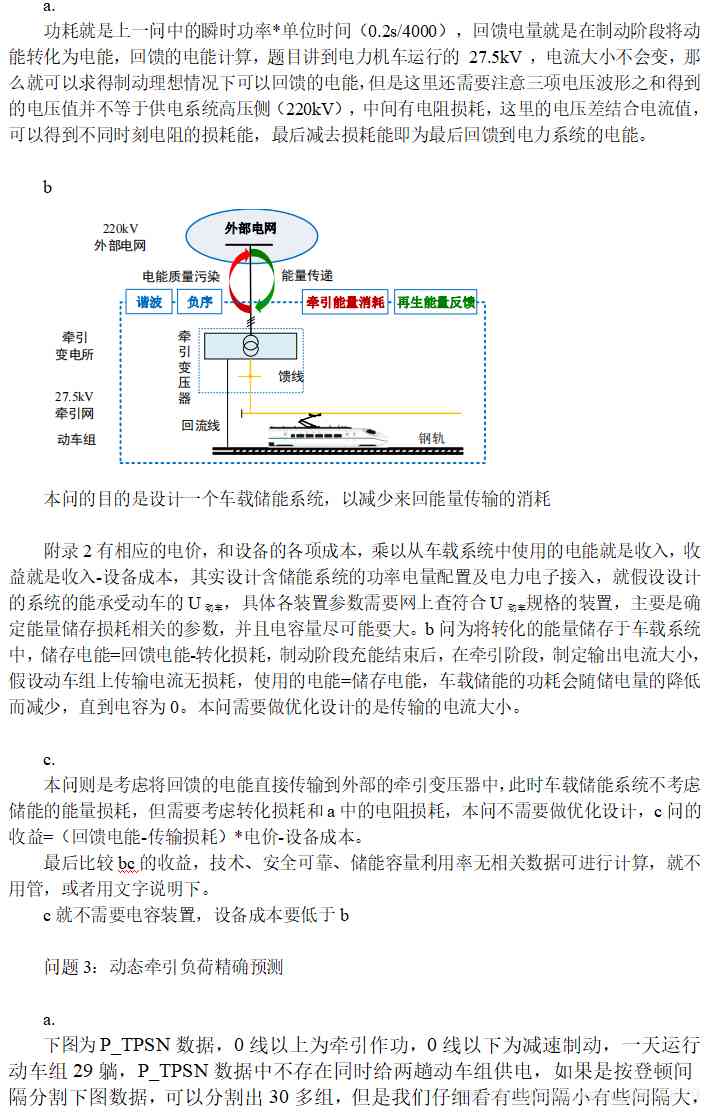 a.
功耗就是上一问中的瞬时功率*单位时间（0.2s/4000），回馈电量就是在制动阶段将动
能转化为电能，回馈的电能计算，题目讲到电力机车运行的 27.5kV ，电流大小不会变，那
么就可以求得制动理想情况下可以回馈的电能，但是这里还需要注意三项电压波形之和得到
的电压值并不等于供电系统高压侧（220kV），中间有电阻损耗，这里的电压差结合电流值，
可以得到不同时刻电阻的损耗能，最后减去损耗能即为最后回馈到电力系统的电能。
b
220kV
外部电网
外部电网
电能质量污染
能量传递
谐波
负序
牵引能量消耗
再生能量反馈
牵引
变电所
牵引变压器
馈线
27.5kV
牵引网
回流线
动车组
钢轨
本问的目的是设计一个车载储能系统，以减少来回能量传输的消耗
附录 2 有相应的电价，和设备的各项成本，乘以从车载系统中使用的电能就是收入，收
益就是收入-设备成本，其实设计含储能系统的功率电量配置及电力电子接入，就假设设计
的系统的能承受动车的 U动车，具体各装置参数需要网上查符合 U动车规格的装置，主要是确
定能量储存损耗相关的参数，并且电容量尽可能要大。b 问为将转化的能量储存于车载系统
中，储存电能=回馈电能-转化损耗，制动阶段充能结束后，在牵引阶段，制定输出电流大小，
假设动车组上传输电流无损耗，使用的电能=储存电能，车载储能的功耗会随储电量的降低
而减少，直到电容为 0。本问需要做优化设计的是传输的电流大小。
c.
本问则是考虑将回馈的电能直接传输到外部的牵引变压器中，此时车载储能系统不考虑
储能的能量损耗，但需要考虑转化损耗和 a 中的电阻损耗，本问不需要做优化设计，c 问的
收益=（回馈电能-传输损耗）*电价-设备成本。
最后比较 bc 的收益，技术、安全可靠、储能容量利用率无相关数据可进行计算，就不
用管，或者用文字说明下。
c 就不需要电容装置，设备成本要低于 b
问题 3：动态牵引负荷精确预测
a.
下图为 P_TPSN 数据，0 线以上为牵引作功，0 线以下为减速制动，一天运行
动车组 29 躺，P_TPSN 数据中不存在同时给两趟动车组供电，如果是按登顿间
隔分割下图数据，可以分割出 30 多组，但是我们仔细看有些间隔小有些间隔大，